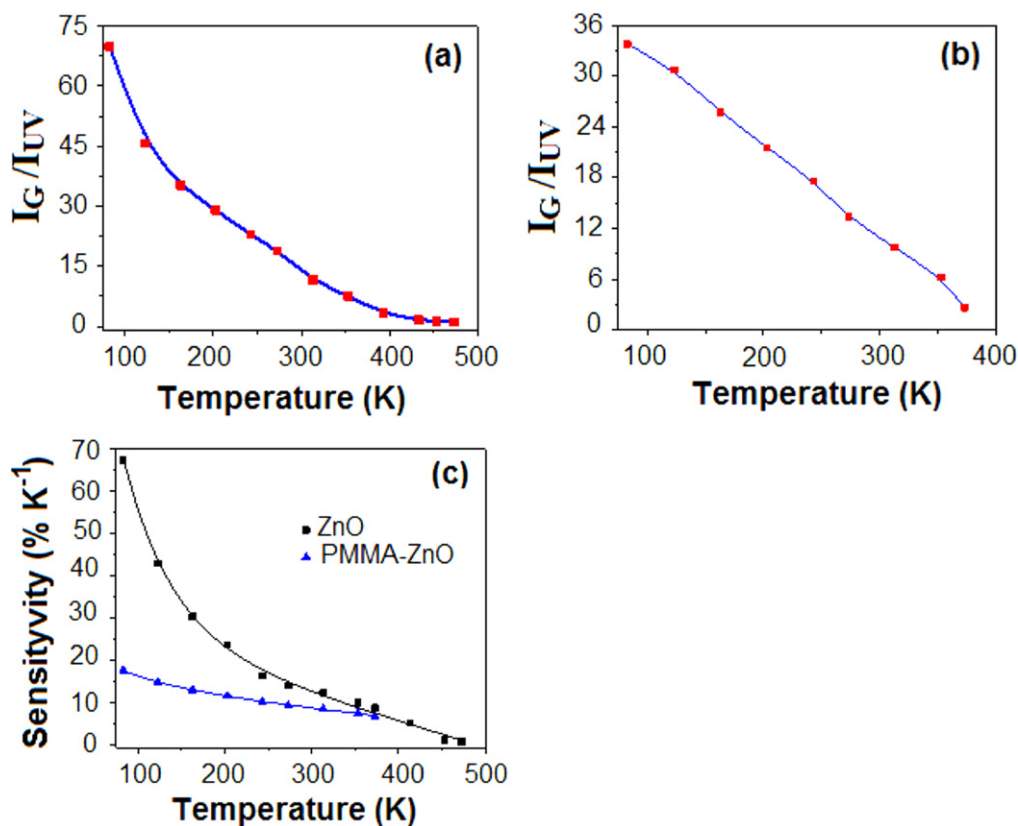 (a)
I_G/I_UV
75
60
45
30
15
0
100 200 300 400 500
Temperature (K)
(b)
I_G/I_UV
36
30
24
18
12
6
0
100 200 300 400
Temperature (K)
(c)
Sensityvity (% K⁻¹)
70
60
50
40
30
20
10
0
ZnO
PMMA-ZnO
100 200 300 400 500
Temperature (K)